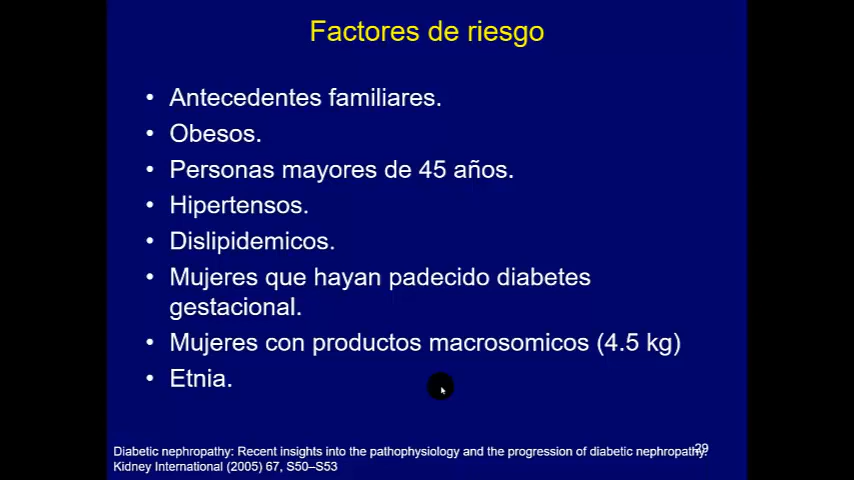 Factores de riesgo
• Antecedentes familiares.
• Obesos.
• Personas mayores de 45 años.
• Hipertensos.
• Dislipidemicos.
• Mujeres que hayan padecido diabetes
gestacional.
• Mujeres con productos macrosomicos (4.5 kg)
• Etnia.
29
Diabetic nephropathy: Recent insights into the pathophysiology and the progression of diabetic nephropathy.
Kidney International (2005) 67, S50–S53